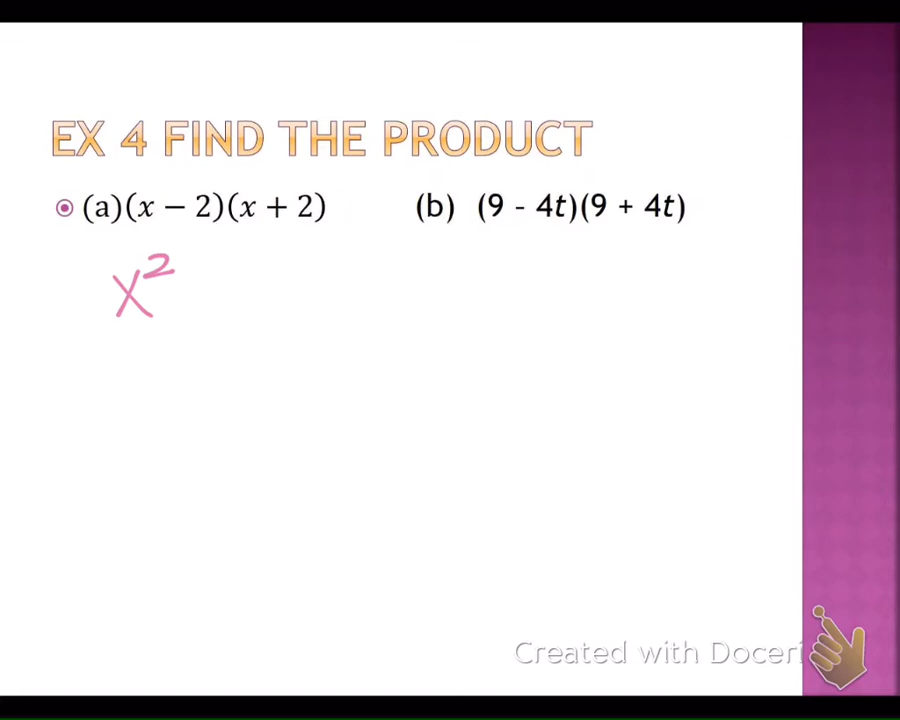 EX 4 FIND THE PRODUCT
(a)(x − 2)(x + 2) (b) (9 - 4t)(9 + 4t)
x²
Created with Doceri